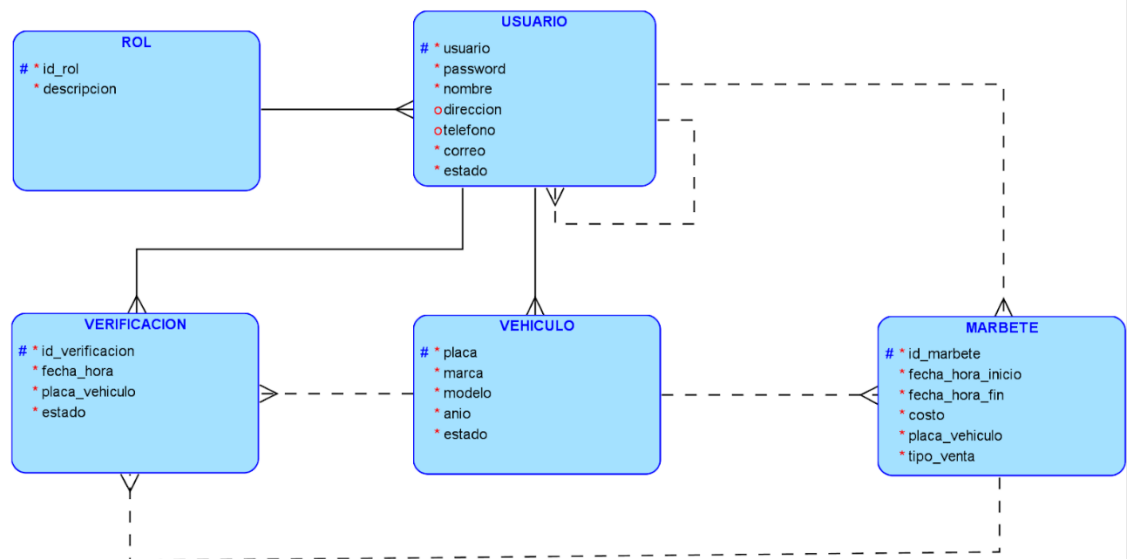 ROL
# * id_rol
* descripcion
USUARIO
# * usuario
* password
* nombre
o direccion
o telefono
* correo
* estado
VERIFICACION
# * id_verificacion
* fecha_hora
* placa_vehiculo
* estado
VEHICULO
# * placa
* marca
* modelo
* anio
* estado
MARBETE
# * id_marbete
* fecha_hora_inicio
* fecha_hora_fin
* costo
* placa_vehiculo
* tipo_venta